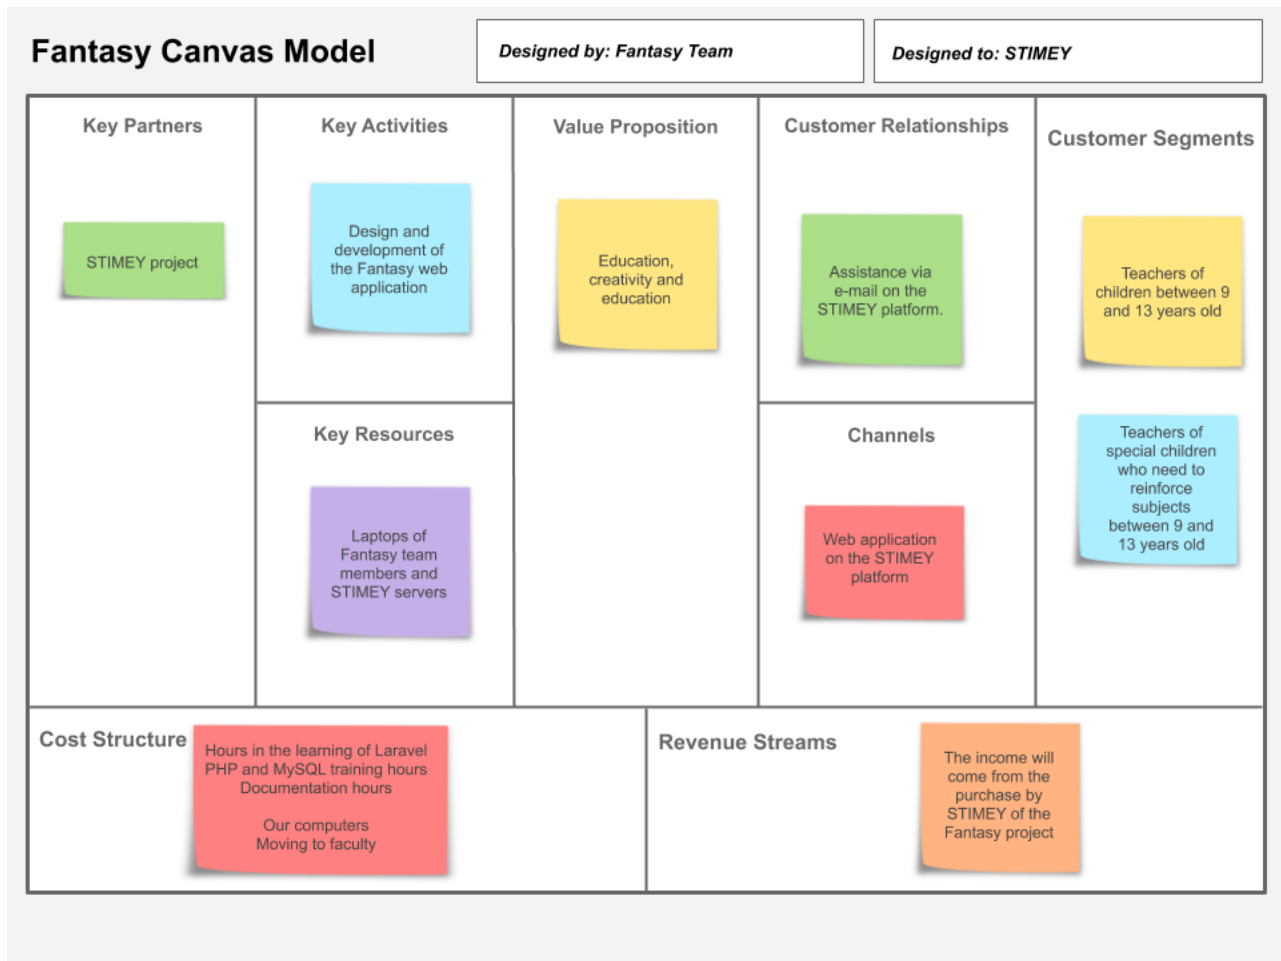 Fantasy Canvas Model
Designed by: Fantasy Team
Designed to: STIMEY
Key Partners
STIMEY project
Key Activities
Design and
development of
the Fantasy web
application
Key Resources
Laptops of
Fantasy team
members and
STIMEY servers
Value Proposition
Education,
creativity and
education
Customer Relationships
Assistance via
e-mail on the
STIMEY platform.
Channels
Web application
on the STIMEY
platform
Customer Segments
Teachers of
children between 9
and 13 years old
Teachers of
special children
who need to
reinforce
subjects
between 9 and
13 years old
Cost Structure
Hours in the learning of Laravel
PHP and MySQL training hours
Documentation hours
Our computers
Moving to faculty
Revenue Streams
The income will
come from the
purchase by
STIMEY of the
Fantasy project